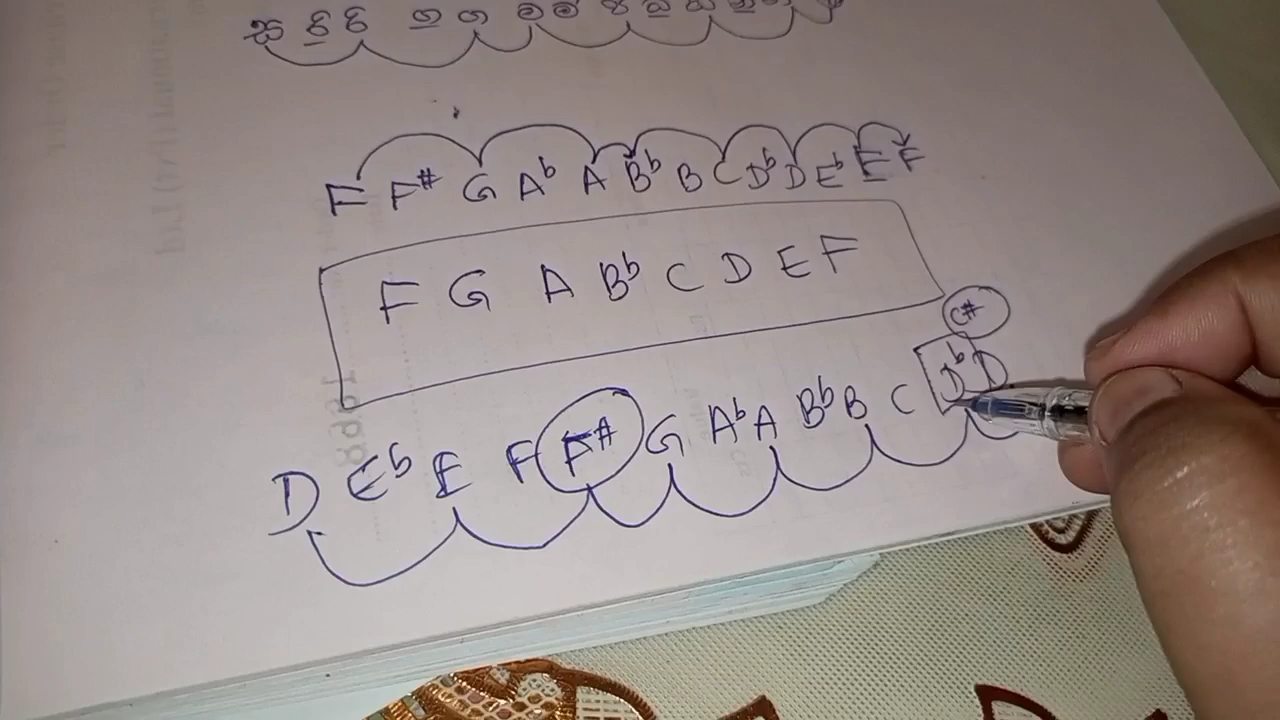 ස රි රි ග ග ම ම ප
F F# G Ab A Bb B C Db D Eb E F
F G A Bb C D E F
C#
D Eb E F F# G Ab A Bb B C Db D